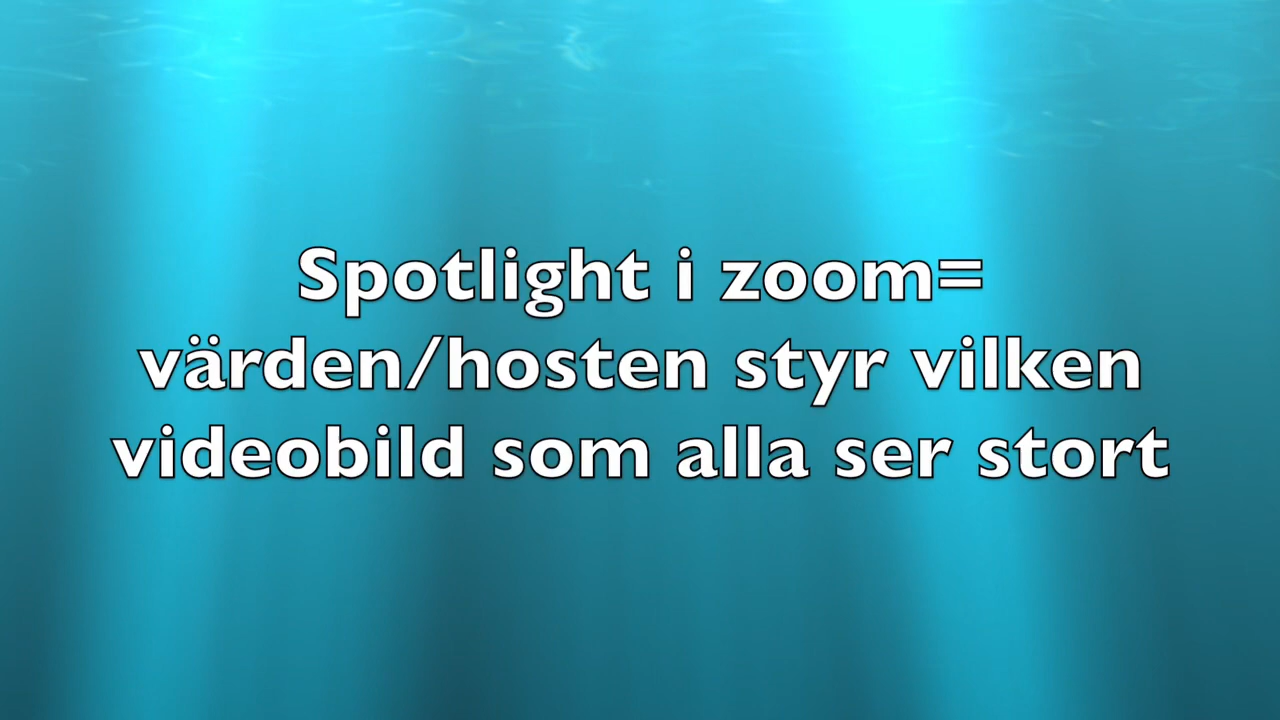 Spotlight i zoom=
värden/hosten styr vilken
videobild som alla ser stort